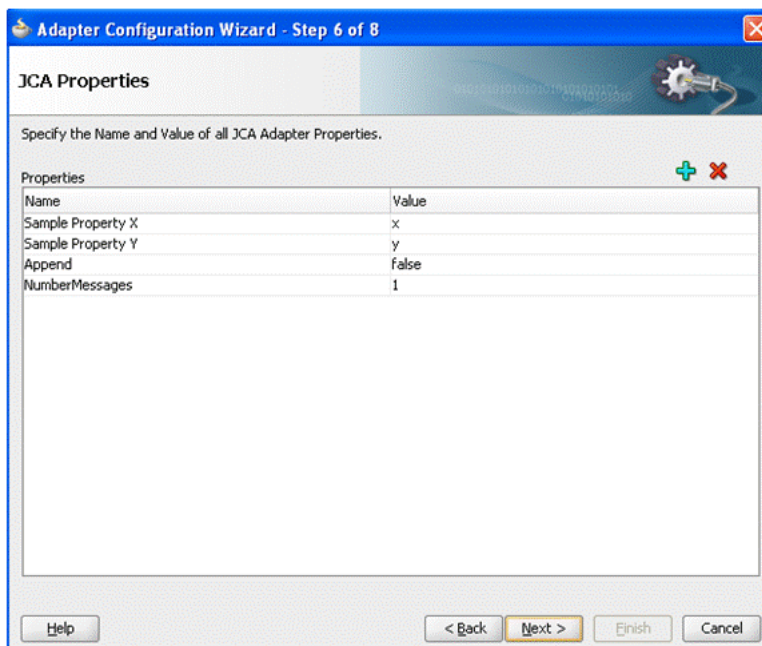 Adapter Configuration Wizard - Step 6 of 8
JCA Properties
Specify the Name and Value of all JCA Adapter Properties.
Properties
Name Value
Sample Property X x
Sample Property Y y
Append false
NumberMessages 1
Help < Back Next > Finish Cancel